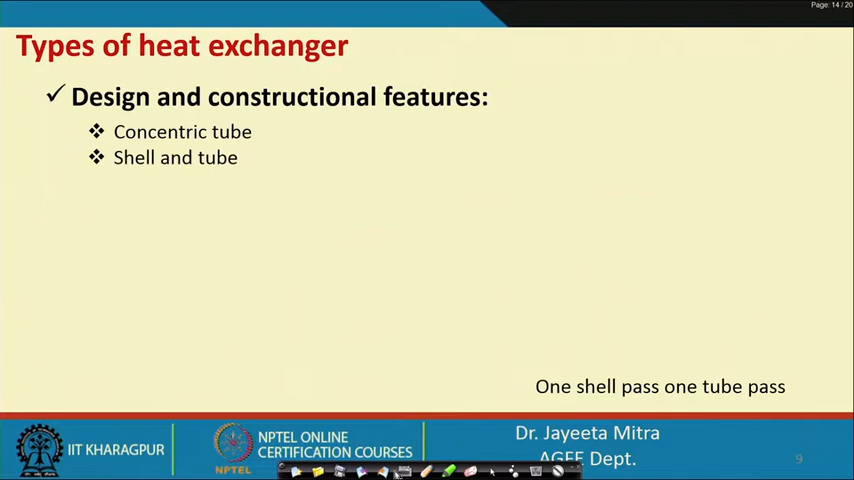 Page: 14 / 20
Types of heat exchanger
✓ Design and constructional features:
❖ Concentric tube
❖ Shell and tube
One shell pass one tube pass
IIT KHARAGPUR
NPTEL
NPTEL ONLINE
CERTIFICATION COURSES
Dr. Jayeeta Mitra
AGFE Dept.
9